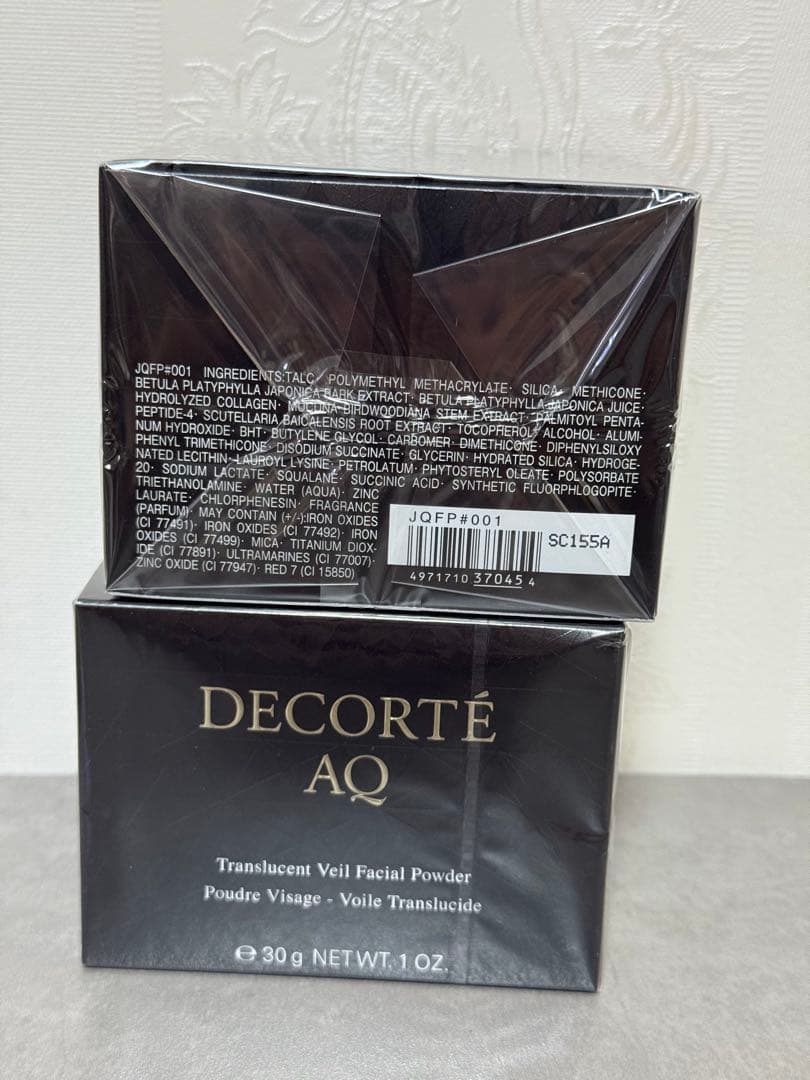 JQFP#001 INGREDIENTS:TALC· POLYMETHYL METHACRYLATE· SILICA· METHICONE·
BETULA PLATYPHYLLA JAPONICA BARK EXTRACT· BETULA PLATYPHYLLA JAPONICA JUICE·
HYDROLYZED COLLAGEN· MUCUNA BIRDWOODIANA STEM EXTRACT· PALMITOYL PENTA-
PEPTIDE-4· SCUTELLARIA BAICALENSIS ROOT EXTRACT· TOCOPHEROL· ALCOHOL· ALUMI-
NUM HYDROXIDE· BHT· BUTYLENE GLYCOL· CARBOMER· DIMETHICONE· DIPHENYLSILOXY
PHENYL TRIMETHICONE· DISODIUM SUCCINATE· GLYCERIN· HYDRATED SILICA· HYDROGE-
NATED LECITHIN· LAUROYL LYSINE· PETROLATUM· PHYTOSTERYL OLEATE· POLYSORBATE
20· SODIUM LACTATE· SQUALANE· SUCCINIC ACID· SYNTHETIC FLUORPHLOGOPITE·
TRIETHANOLAMINE· WATER (AQUA)· ZINC
LAURATE· CHLORPHENESIN· FRAGRANCE
(PARFUM)· MAY CONTAIN (+/-):IRON OXIDES
(CI 77491)· IRON OXIDES (CI 77492)· IRON
OXIDES (CI 77499)· MICA· TITANIUM DIOX-
IDE (CI 77891)· ULTRAMARINES (CI 77007)·
ZINC OXIDE (CI 77947)· RED 7 (CI 15850)
JQFP#001
SC155A
4971710 370454
DECORTÉ
AQ
Translucent Veil Facial Powder
Poudre Visage - Voile Translucide
℮ 30 g NET WT. 1 OZ.